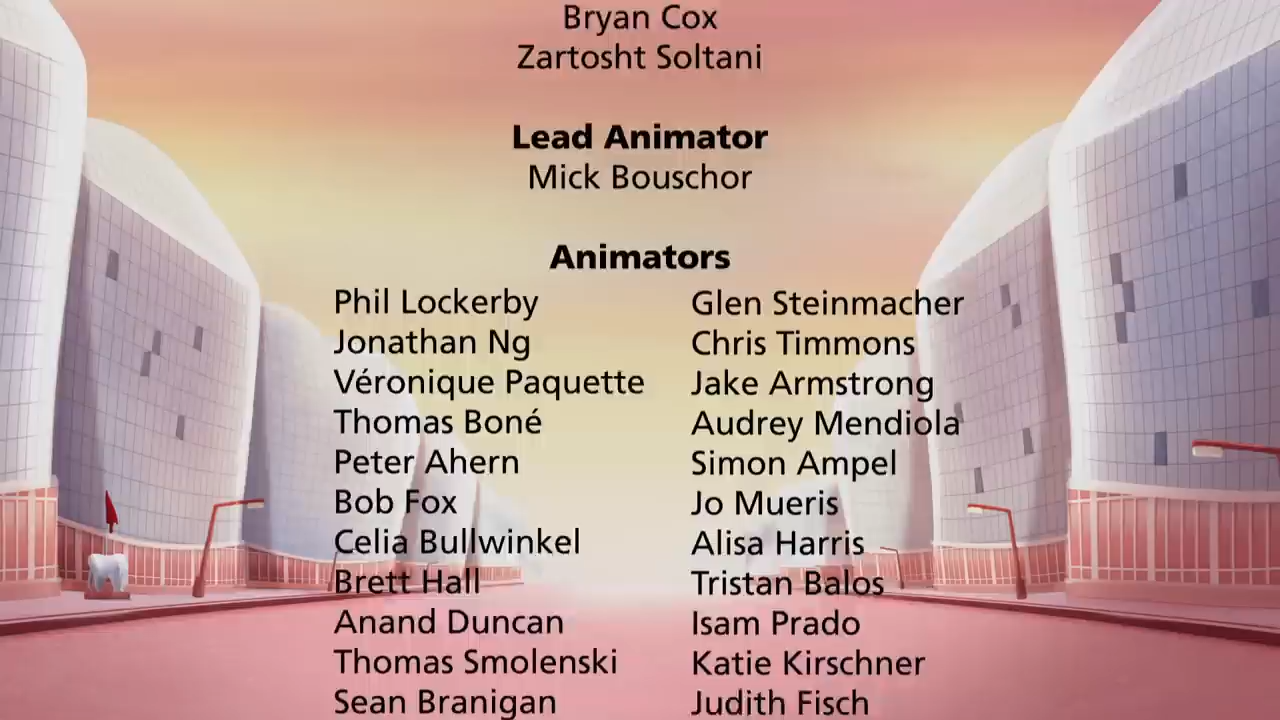 Bryan Cox
Zartosht Soltani
Lead Animator
Mick Bouschor
Animators
Phil Lockerby
Jonathan Ng
Véronique Paquette
Thomas Boné
Peter Ahern
Bob Fox
Celia Bullwinkel
Brett Hall
Anand Duncan
Thomas Smolenski
Sean Branigan
Glen Steinmacher
Chris Timmons
Jake Armstrong
Audrey Mendiola
Simon Ampel
Jo Mueris
Alisa Harris
Tristan Balos
Isam Prado
Katie Kirschner
Judith Fisch